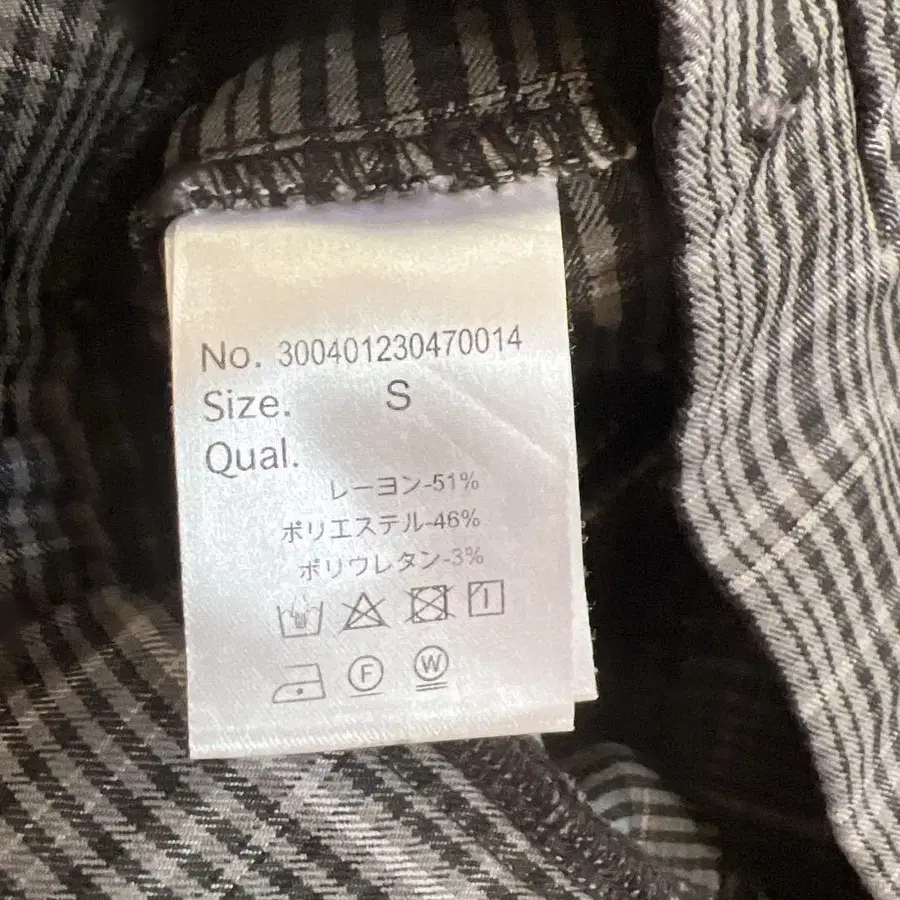 No. 300401230470014
Size. S
Qual.
レーヨン-51%
ポリエステル-46%
ポリウレタン-3%
F W